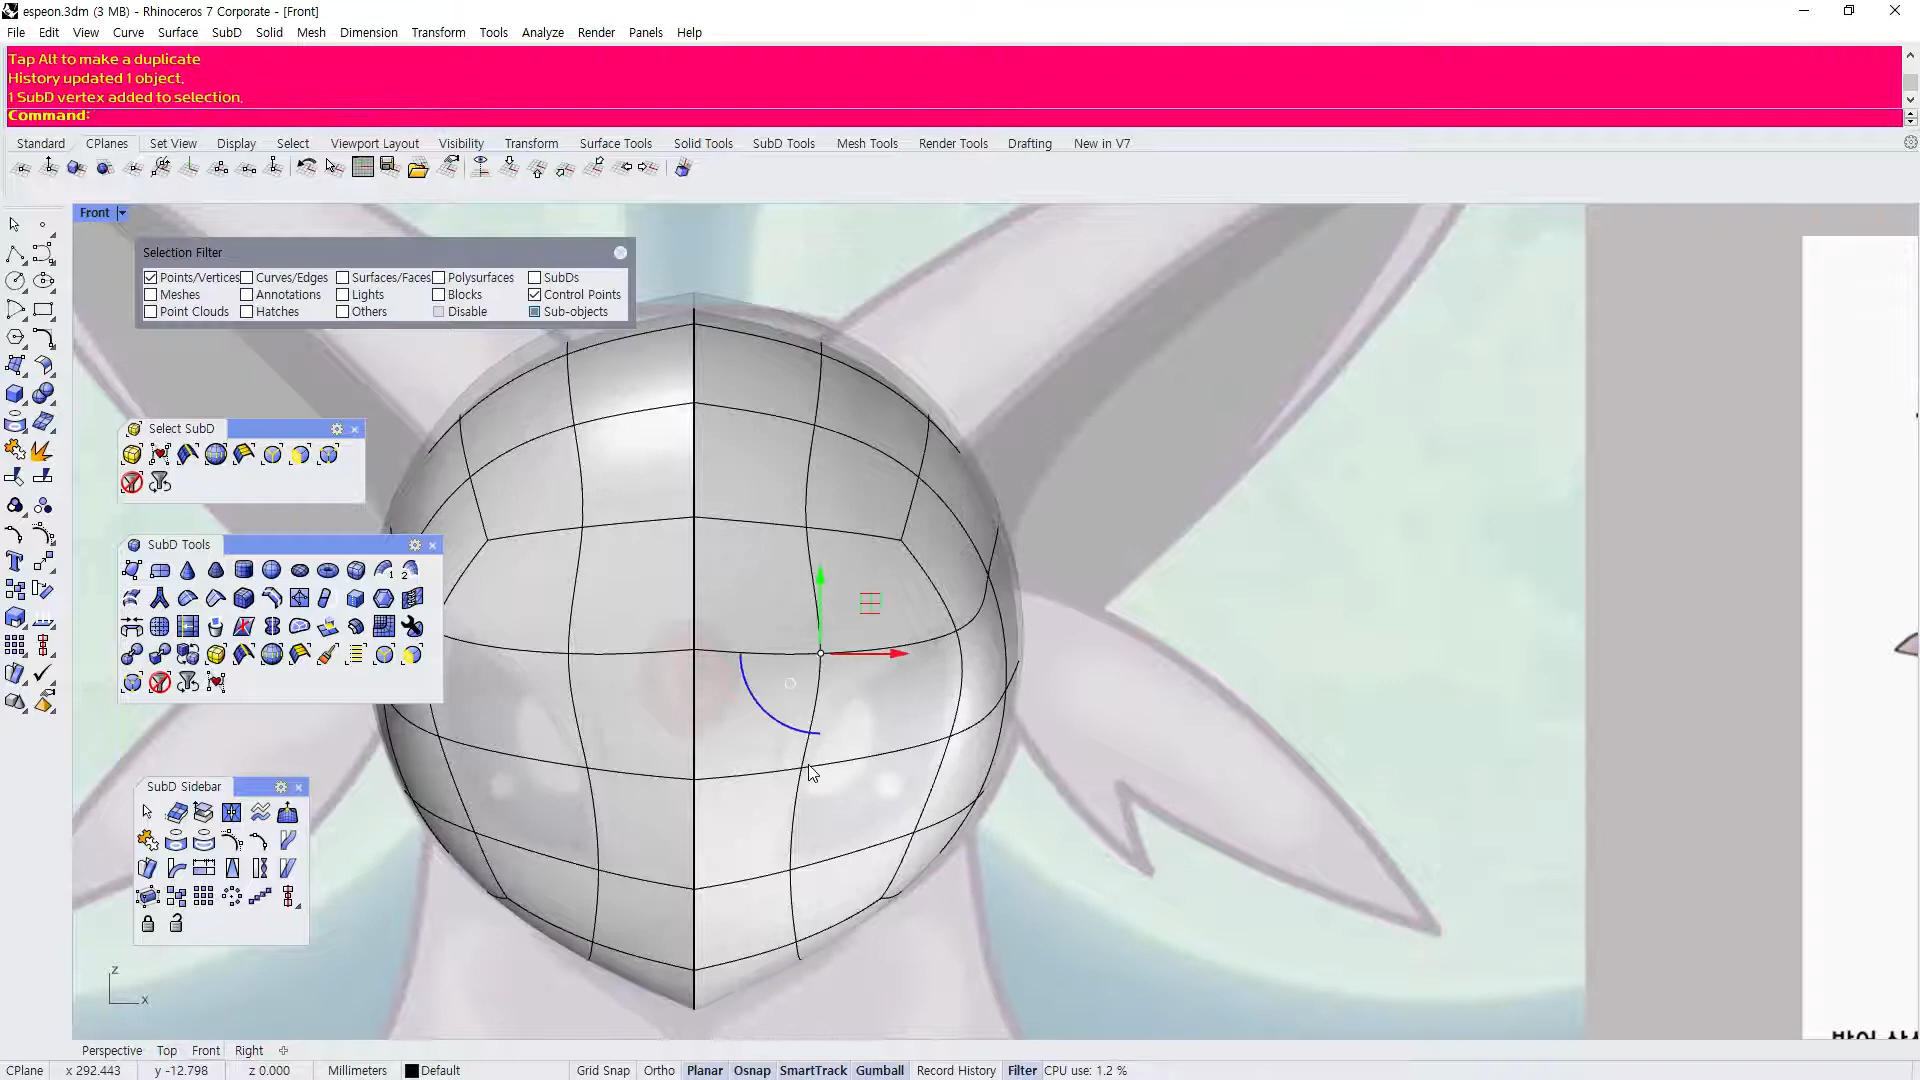 espeon.3dm (3 MB) - Rhinoceros 7 Corporate - [Front]
File Edit View Curve Surface SubD Solid Mesh Dimension Transform Tools Analyze Render Panels Help
Tap Alt to make a duplicate
History updated 1 object.
1 SubD vertex added to selection.
Command:
Standard CPlanes Set View Display Select Viewport Layout Visibility Transform Surface Tools Solid Tools SubD Tools Mesh Tools Render Tools Drafting New in V7
Front
Selection Filter
Points/Vertices Curves/Edges Surfaces/Faces Polysurfaces SubDs
Meshes Annotations Lights Blocks Control Points
Point Clouds Hatches Others Disable Sub-objects
Select SubD
SubD Tools
1 2
SubD Sidebar
z
x
Perspective Top Front Right
CPlane x 292.443 y -12.798 z 0.000 Millimeters Default Grid Snap Ortho Planar Osnap SmartTrack Gumball Record History Filter CPU use: 1.2 %